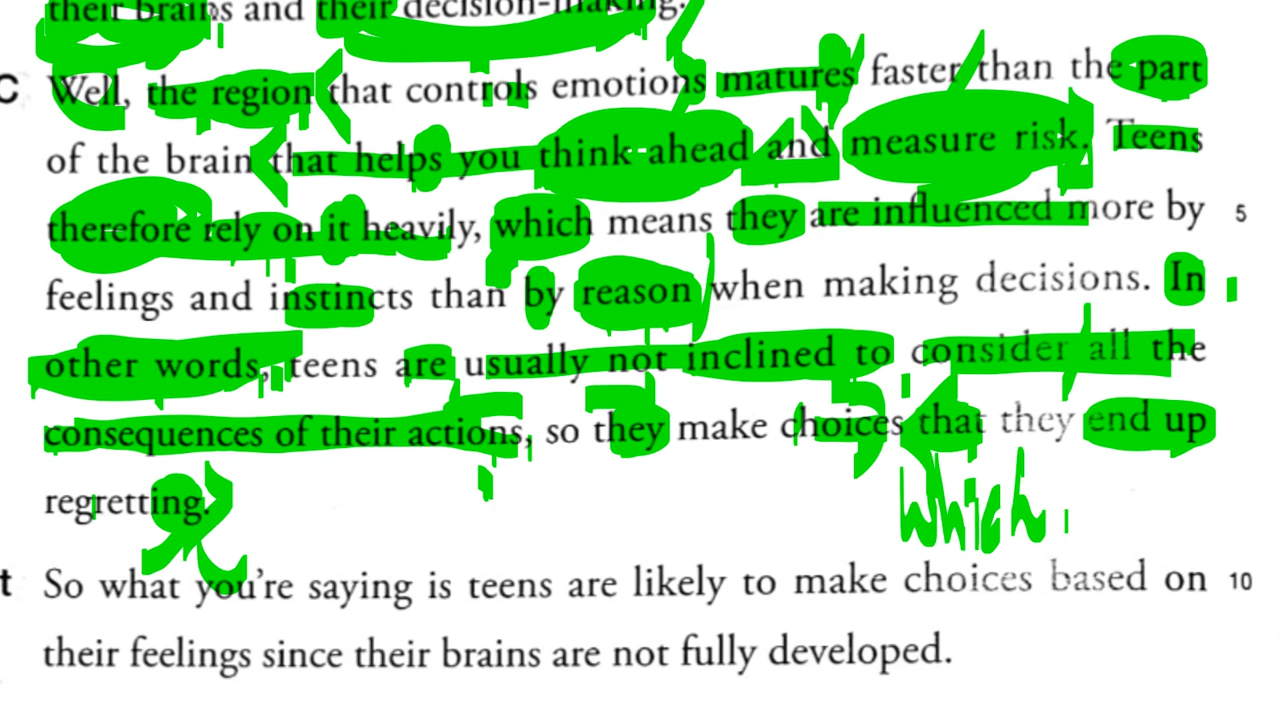 their brains and their decision-making.
C Well, the region that controls emotions matures faster than the part
of the brain that helps you think ahead and measure risk. Teens
therefore rely on it heavily, which means they are influenced more by 5
feelings and instincts than by reason when making decisions. In
other words, teens are usually not inclined to consider all the
consequences of their actions, so they make choices that they end up
which
regretting.
t So what you're saying is teens are likely to make choices based on 10
their feelings since their brains are not fully developed.